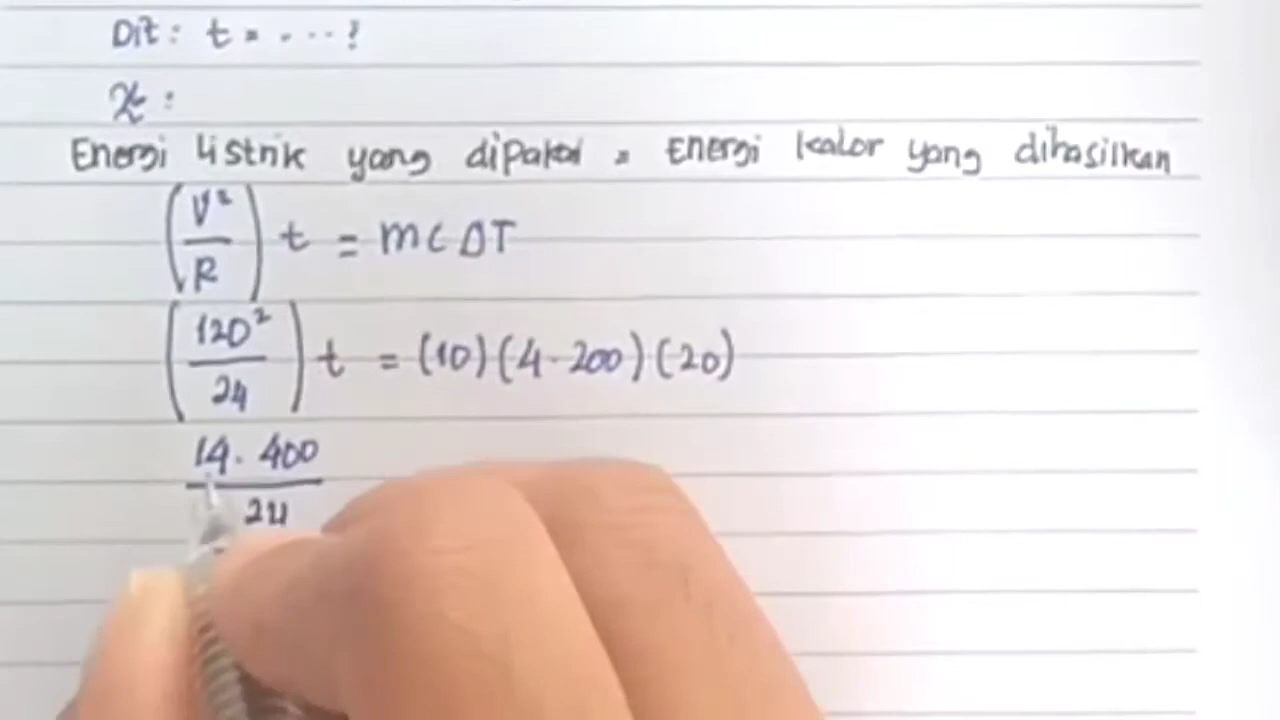 Dit: t = ...?
Energi listrik yang dipakai = Energi kalor yang dihasilkan
(V²/R) t = mc ΔT
(120²/24) t = (10)(4.200)(20)
14.400/24